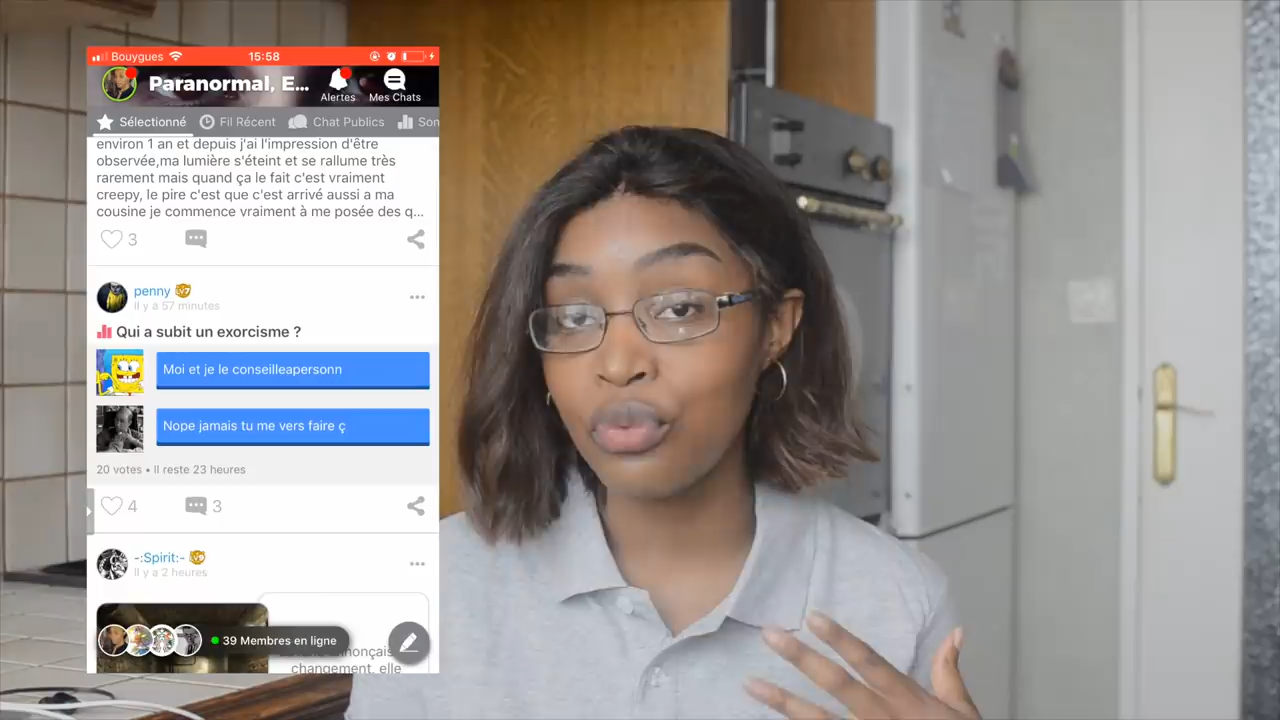 Bouygues 15:58
Paranormal, E...
Alertes
Mes Chats
Sélectionné Fil Récent Chat Publics Son
environ 1 an et depuis j'ai l'impression d'être
observée,ma lumière s'éteint et se rallume très
rarement mais quand ça le fait c'est vraiment
creepy, le pire c'est que c'est arrivé aussi a ma
cousine je commence vraiment à me posée des q...
3
penny
il y a 57 minutes
Qui a subit un exorcisme ?
Moi et je le conseilleapersonn
Nope jamais tu me vers faire ç
20 votes • Il reste 23 heures
4 3
-:Spirit:-
il y a 2 heures
39 Membres en ligne
changement, elle